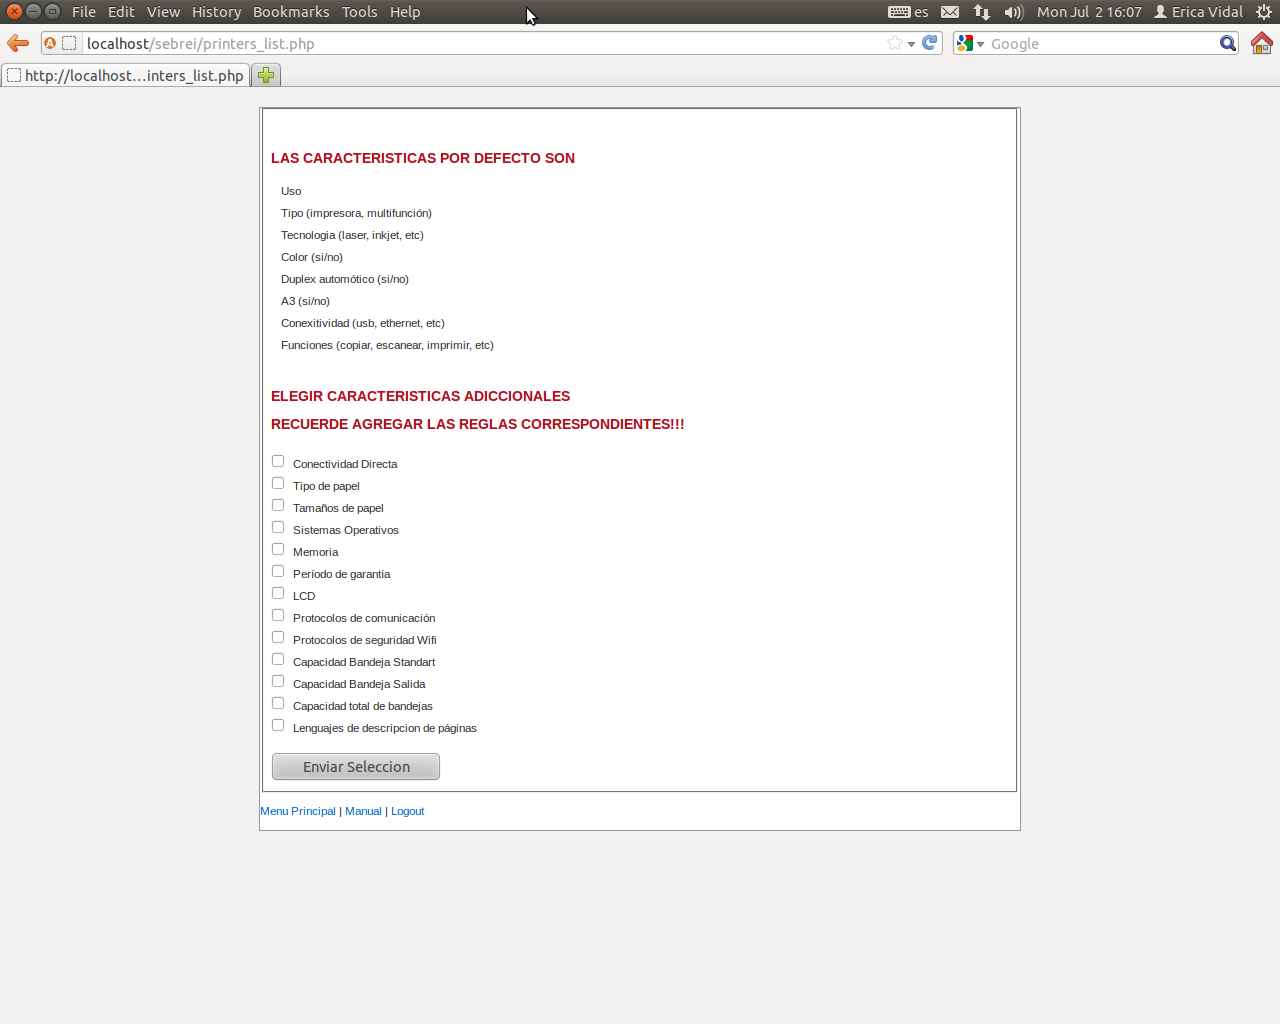 File Edit View History Bookmarks Tools Help es Mon Jul 2 16:07 Erica Vidal
localhost/sebrei/printers_list.php Google
http://localhost...inters_list.php
LAS CARACTERISTICAS POR DEFECTO SON
Uso
Tipo (impresora, multifunción)
Tecnologia (laser, inkjet, etc)
Color (si/no)
Duplex automótico (si/no)
A3 (si/no)
Conexitividad (usb, ethernet, etc)
Funciones (copiar, escanear, imprimir, etc)
ELEGIR CARACTERISTICAS ADICCIONALES
RECUERDE AGREGAR LAS REGLAS CORRESPONDIENTES!!!
Conectividad Directa
Tipo de papel
Tamaños de papel
Sistemas Operativos
Memoria
Período de garantía
LCD
Protocolos de comunicación
Protocolos de seguridad Wifi
Capacidad Bandeja Standart
Capacidad Bandeja Salida
Capacidad total de bandejas
Lenguajes de descripcion de páginas
Enviar Seleccion
Menu Principal | Manual | Logout